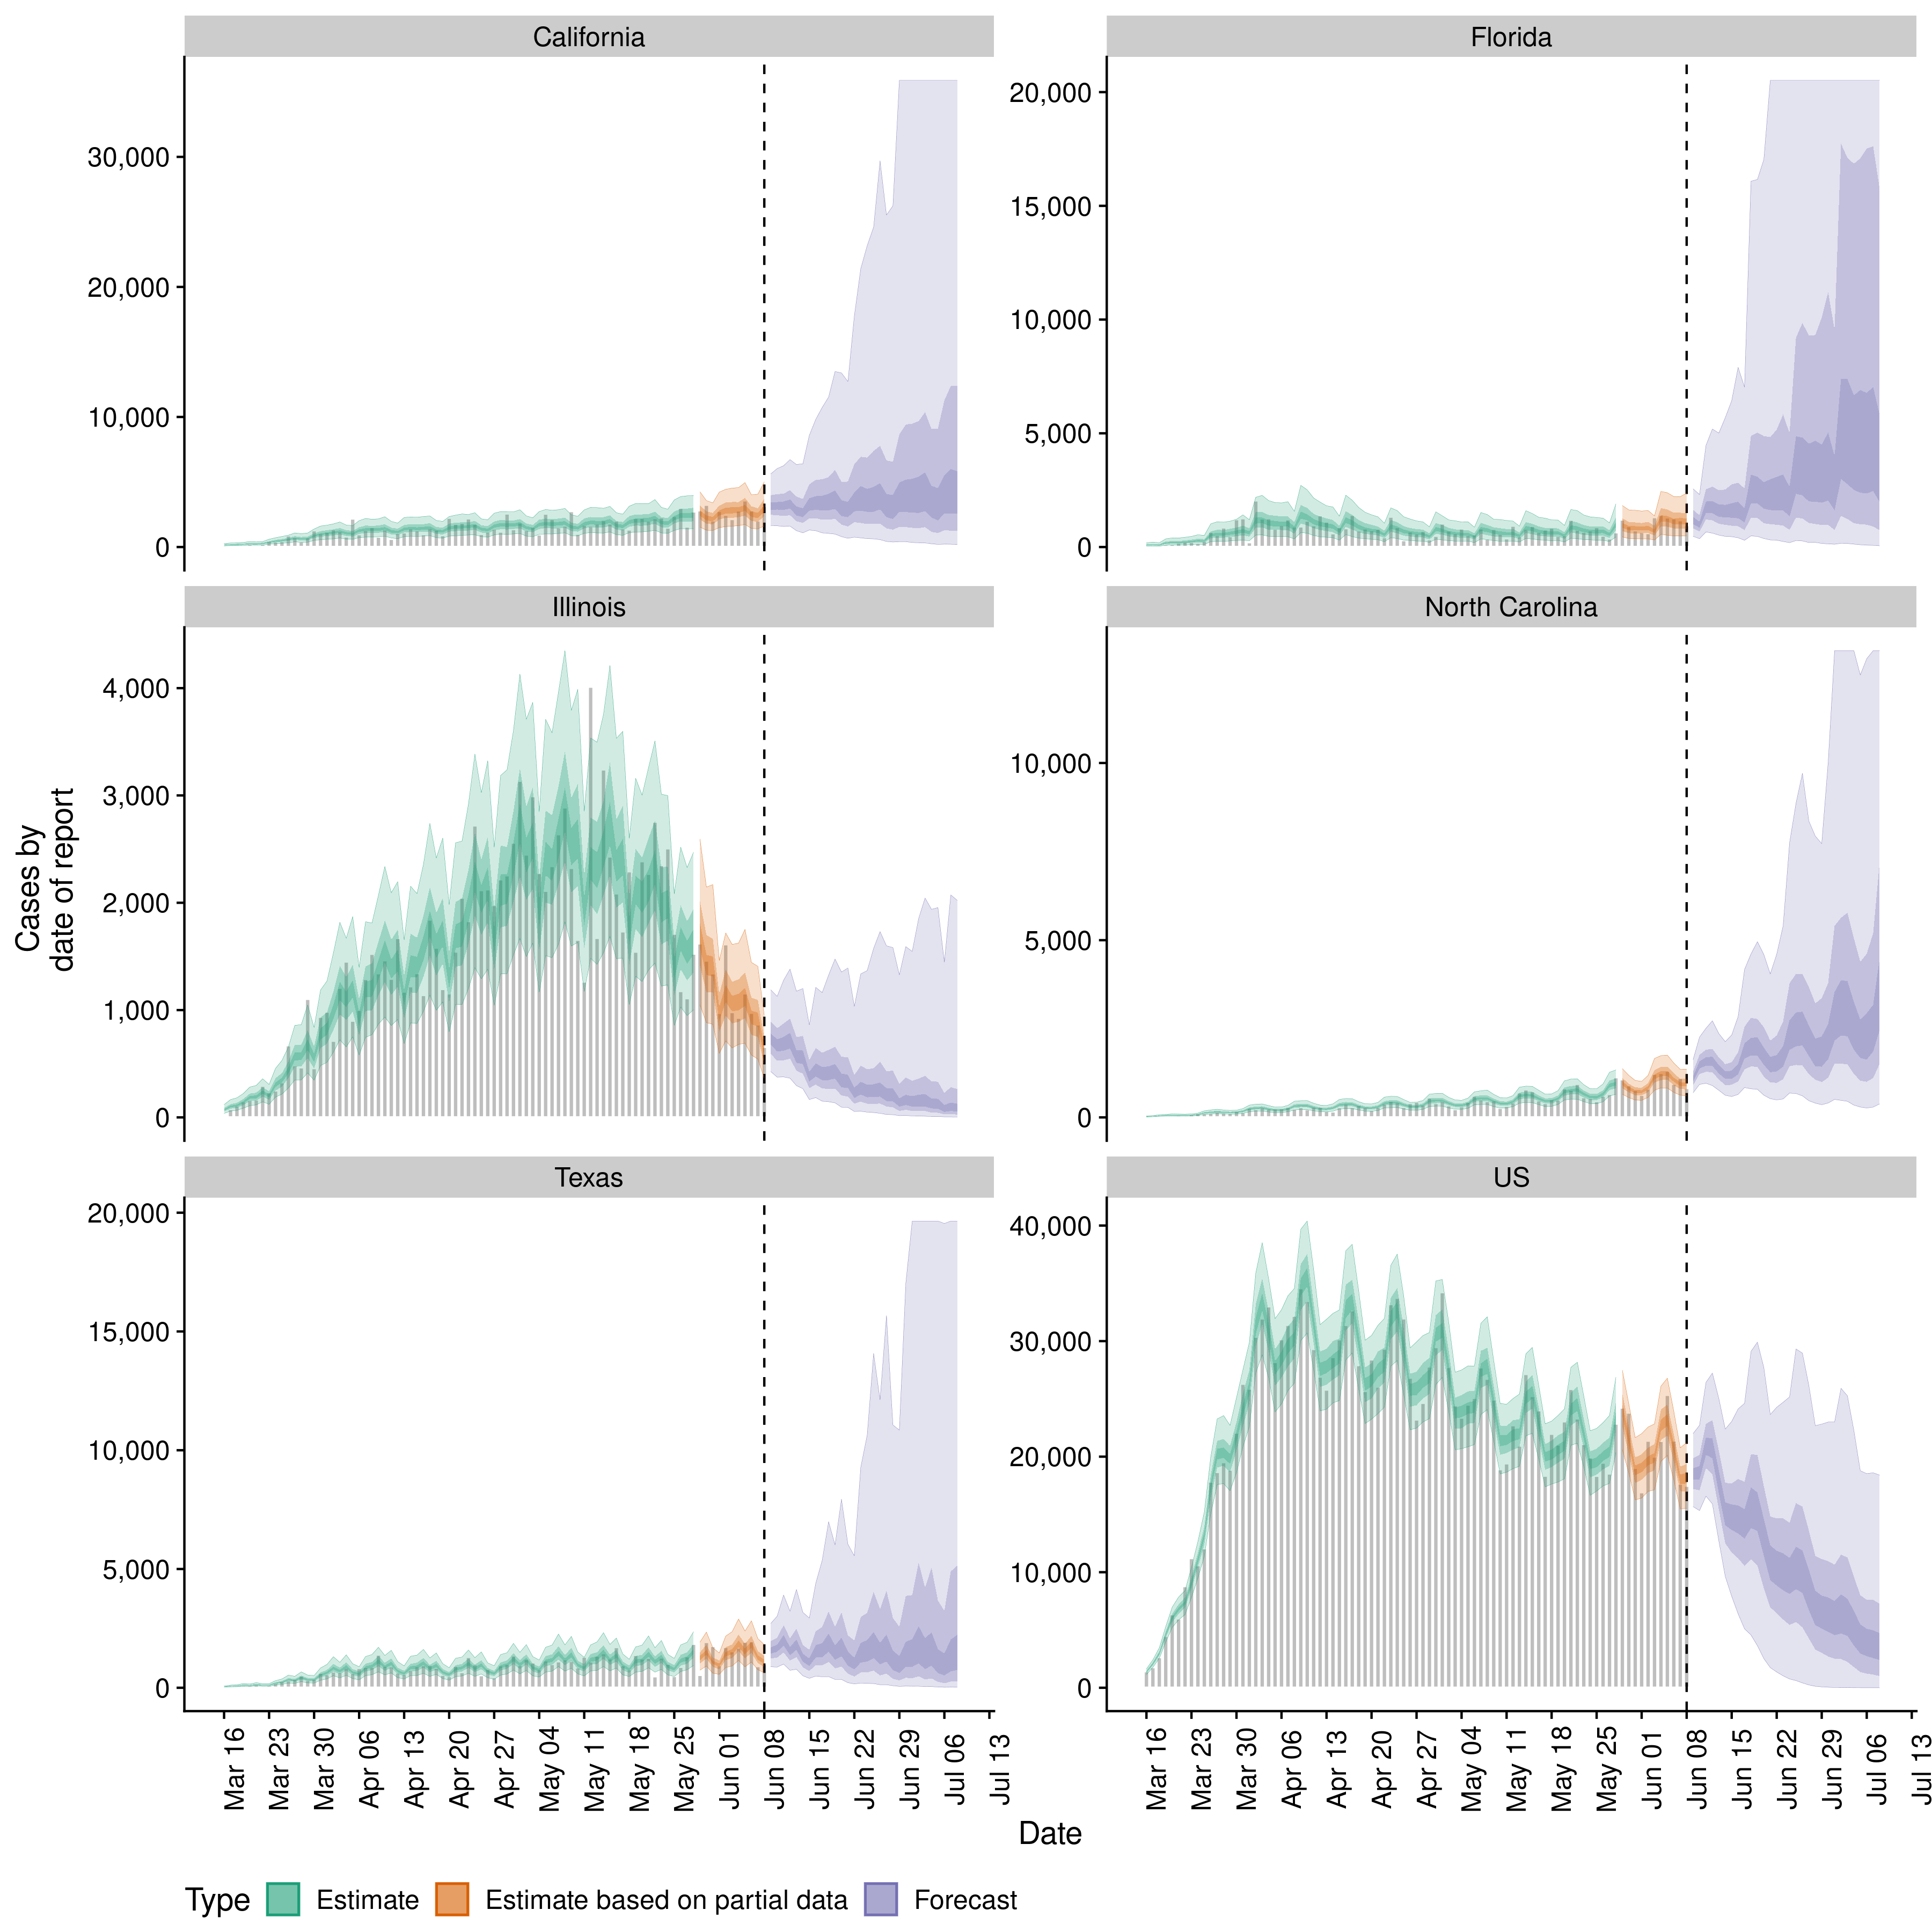 California
Florida
30,000
20,000
10,000
0
20,000
15,000
10,000
5,000
0
Illinois
North Carolina
4,000
3,000
2,000
1,000
0
10,000
5,000
0
Cases by
date of report
Texas
US
20,000
15,000
10,000
5,000
0
40,000
30,000
20,000
10,000
0
Mar 16
Mar 23
Mar 30
Apr 06
Apr 13
Apr 20
Apr 27
May 04
May 11
May 18
May 25
Jun 01
Jun 08
Jun 15
Jun 22
Jun 29
Jul 06
Jul 13
Mar 16
Mar 23
Mar 30
Apr 06
Apr 13
Apr 20
Apr 27
May 04
May 11
May 18
May 25
Jun 01
Jun 08
Jun 15
Jun 22
Jun 29
Jul 06
Jul 13
Date
Type Estimate Estimate based on partial data Forecast